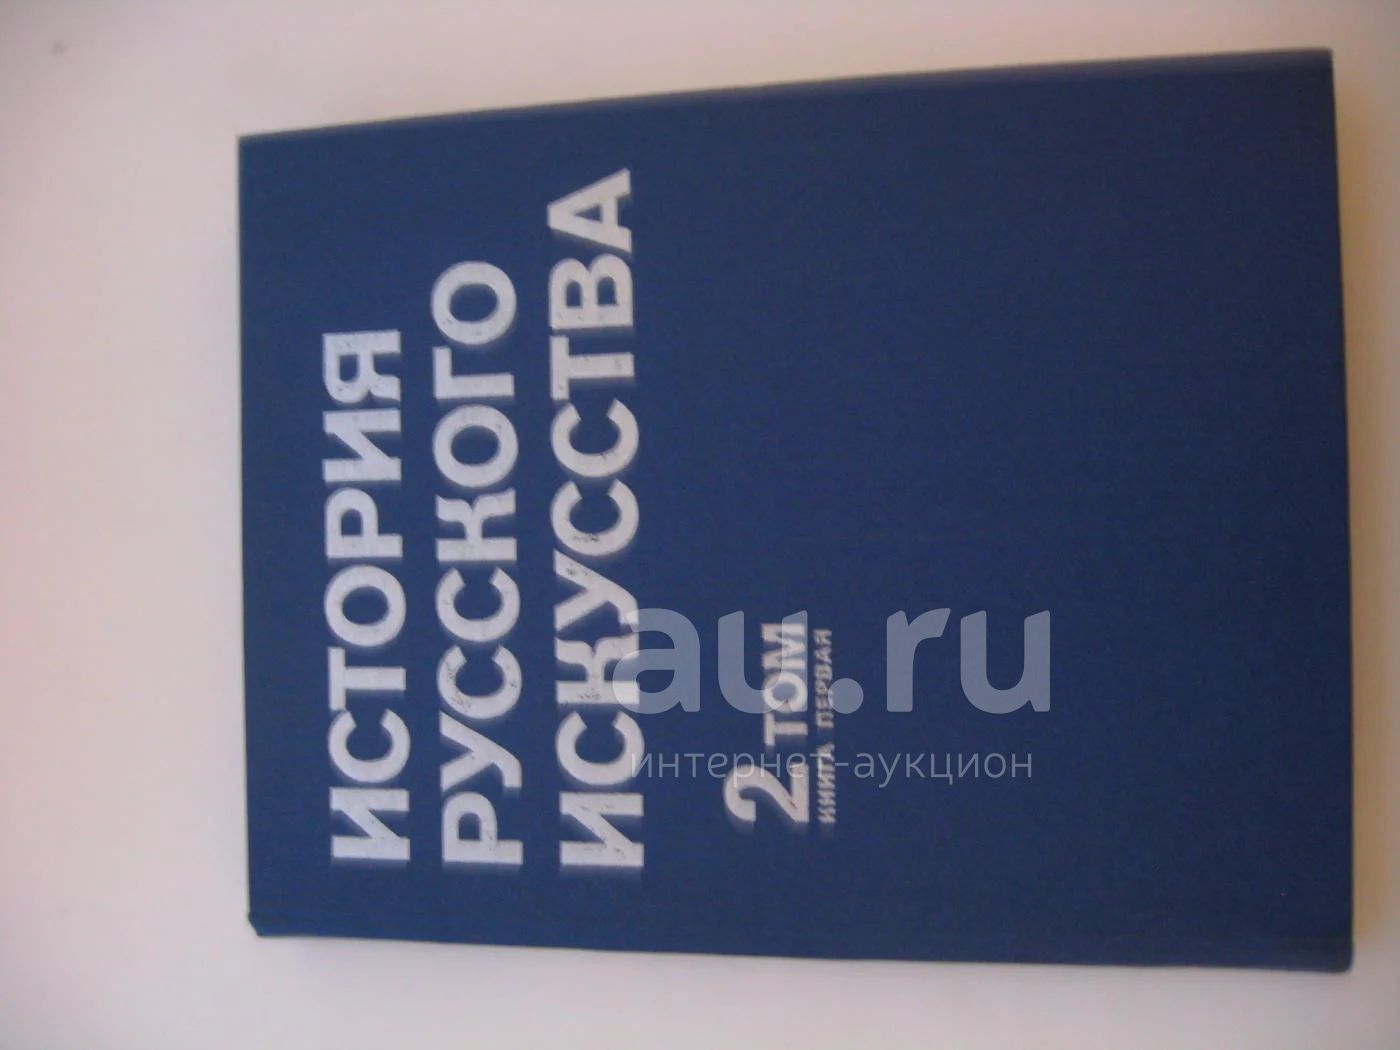 ИСТОРИЯ
РУССКОГО
ИСКУССТВА
2 ТОМ
КНИГА ПЕРВАЯ
au.ru
интернет-аукцион